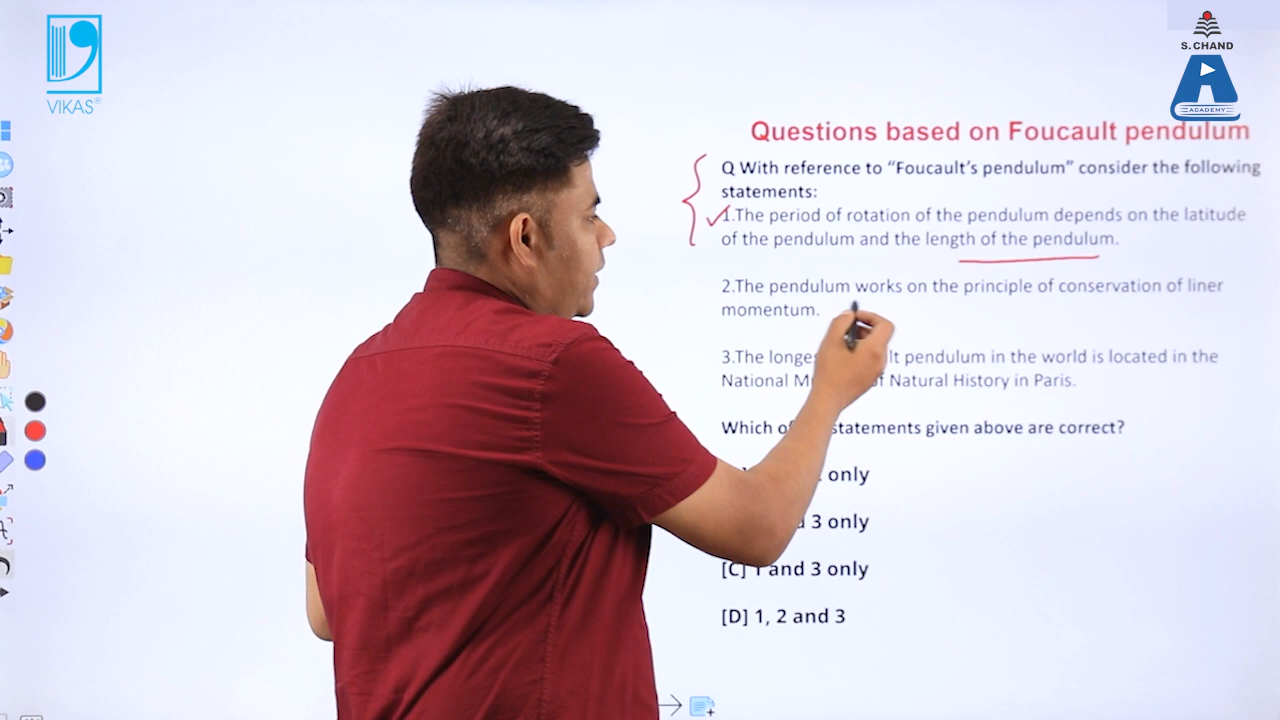 VIKAS®
S. CHAND
ACADEMY
Questions based on Foucault pendulum
Q With reference to “Foucault’s pendulum” consider the following
statements:
1.The period of rotation of the pendulum depends on the latitude
of the pendulum and the length of the pendulum.
2.The pendulum works on the principle of conservation of liner
momentum.
3.The longes lt pendulum in the world is located in the
National M of Natural History in Paris.
Which of statements given above are correct?
only
3 only
[C] 1 and 3 only
[D] 1, 2 and 3